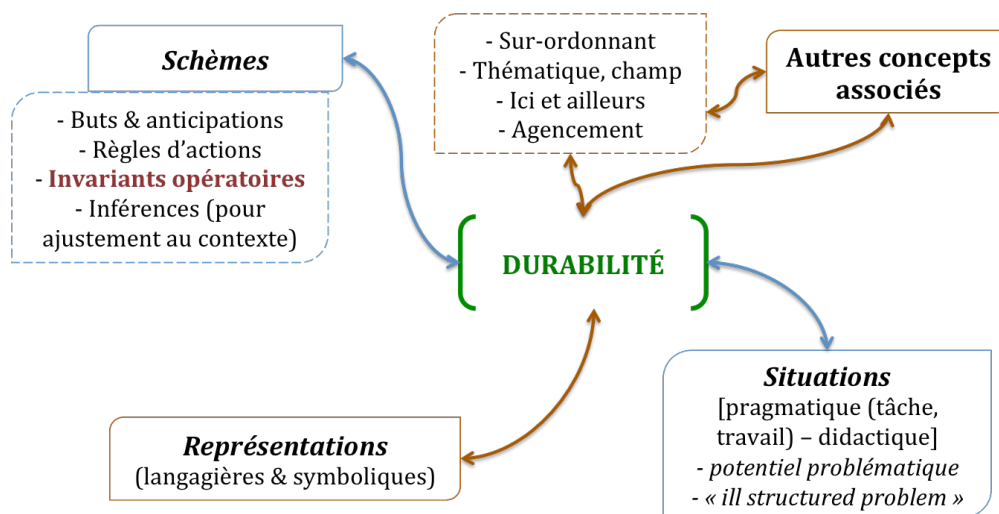 Schèmes
- Buts & anticipations
- Règles d’actions
- Invariants opératoires
- Inférences (pour
ajustement au contexte)
- Sur-ordonnant
- Thématique, champ
- Ici et ailleurs
- Agencement
Autres concepts
associés
DURABILITÉ
Représentations
(langagières & symboliques)
Situations
[pragmatique (tâche,
travail) – didactique]
- potentiel problématique
- « ill structured problem »